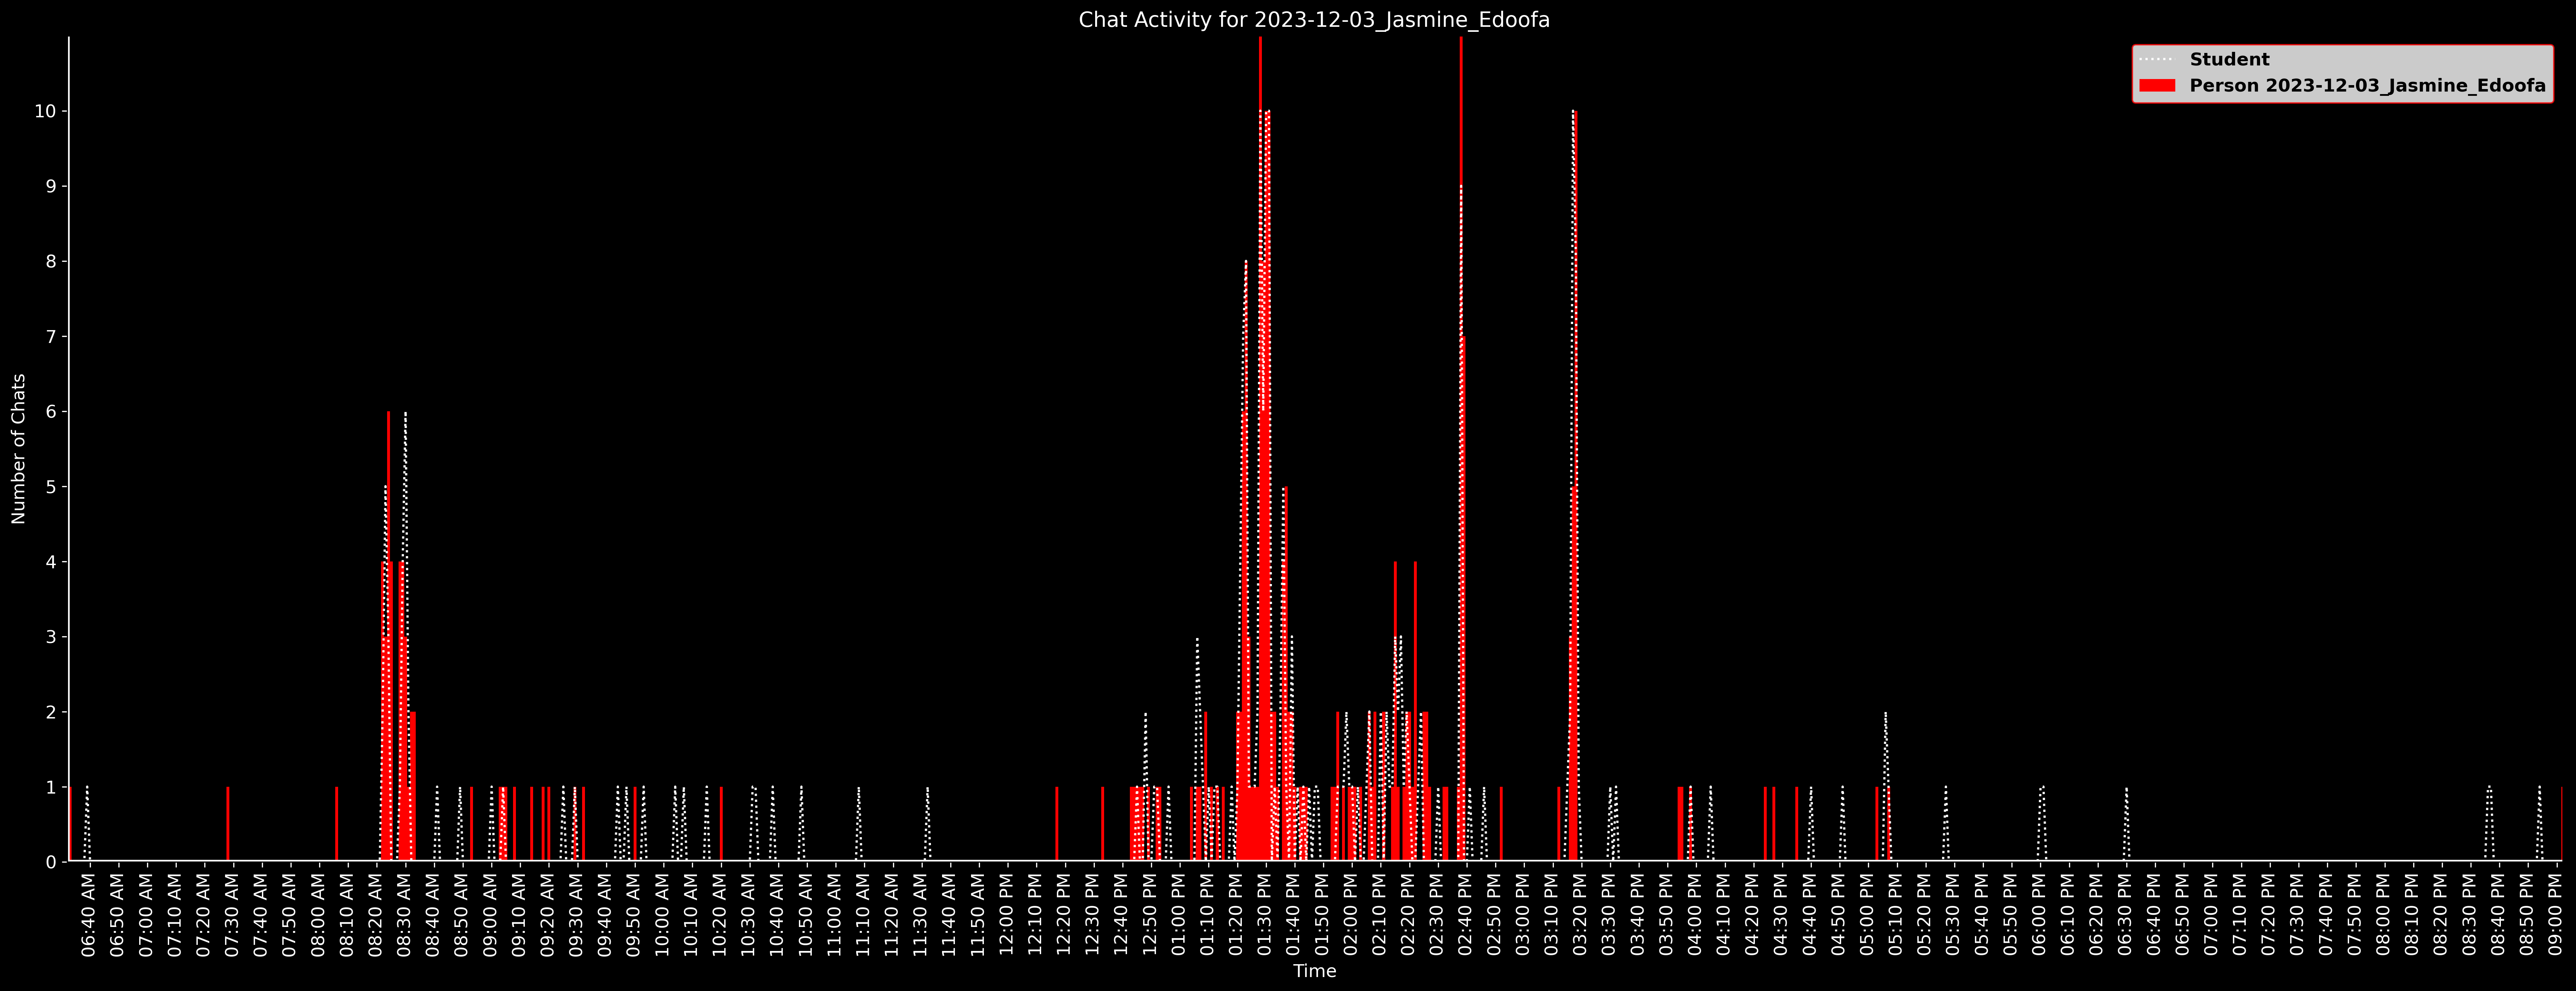 Chat Activity for 2023-12-03_Jasmine_Edoofa
Student
Person 2023-12-03_Jasmine_Edoofa
Number of Chats
10
9
8
7
6
5
4
3
2
1
0
06:40 AM
06:50 AM
07:00 AM
07:10 AM
07:20 AM
07:30 AM
07:40 AM
07:50 AM
08:00 AM
08:10 AM
08:20 AM
08:30 AM
08:40 AM
08:50 AM
09:00 AM
09:10 AM
09:20 AM
09:30 AM
09:40 AM
09:50 AM
10:00 AM
10:10 AM
10:20 AM
10:30 AM
10:40 AM
10:50 AM
11:00 AM
11:10 AM
11:20 AM
11:30 AM
11:40 AM
11:50 AM
12:00 PM
12:10 PM
12:20 PM
12:30 PM
12:40 PM
12:50 PM
01:00 PM
01:10 PM
01:20 PM
01:30 PM
01:40 PM
01:50 PM
02:00 PM
02:10 PM
02:20 PM
02:30 PM
02:40 PM
02:50 PM
03:00 PM
03:10 PM
03:20 PM
03:30 PM
03:40 PM
03:50 PM
04:00 PM
04:10 PM
04:20 PM
04:30 PM
04:40 PM
04:50 PM
05:00 PM
05:10 PM
05:20 PM
05:30 PM
05:40 PM
05:50 PM
06:00 PM
06:10 PM
06:20 PM
06:30 PM
06:40 PM
06:50 PM
07:00 PM
07:10 PM
07:20 PM
07:30 PM
07:40 PM
07:50 PM
08:00 PM
08:10 PM
08:20 PM
08:30 PM
08:40 PM
08:50 PM
09:00 PM
Time